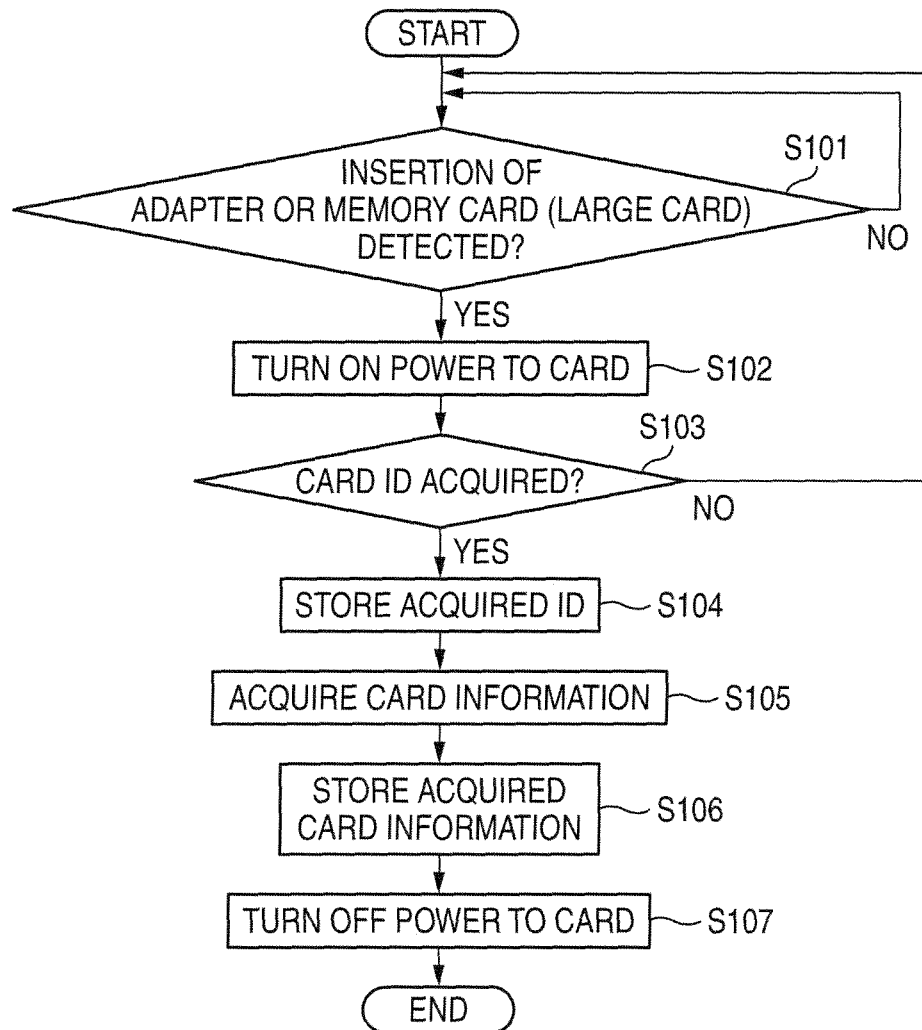 START
S101
INSERTION OF
ADAPTER OR MEMORY CARD (LARGE CARD)
DETECTED?
NO
YES
TURN ON POWER TO CARD
S102
S103
CARD ID ACQUIRED?
NO
YES
STORE ACQUIRED ID
S104
ACQUIRE CARD INFORMATION
S105
STORE ACQUIRED
CARD INFORMATION
S106
TURN OFF POWER TO CARD
S107
END